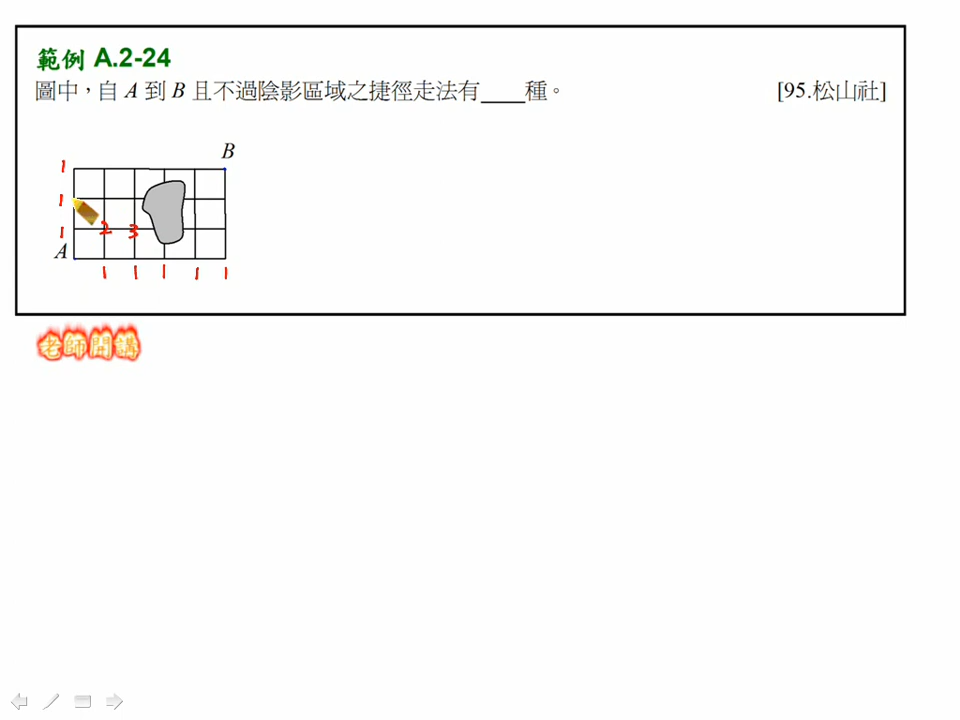 範例 A.2-24
圖中，自 A 到 B 且不過陰影區域之捷徑走法有____種。 [95.松山社]
B
1
1
1 2 3
A
1 1 1 1 1
老師開講